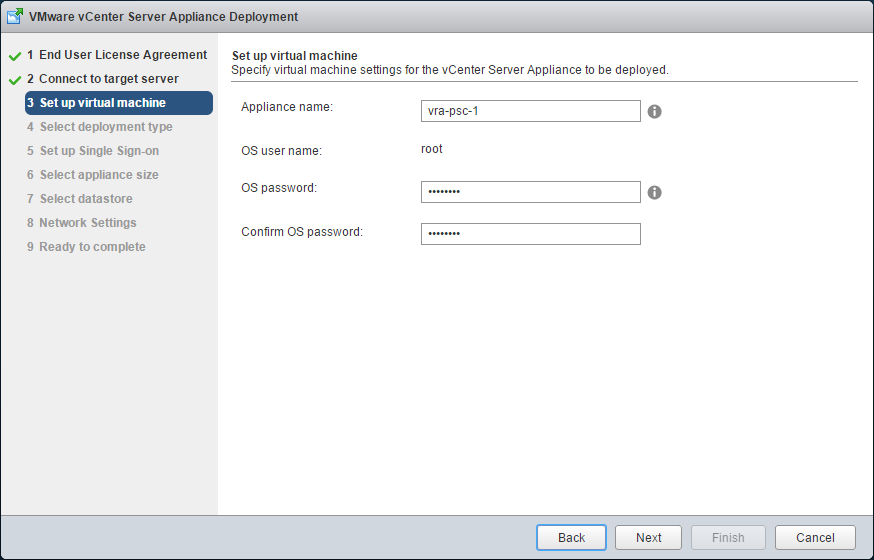 VMware vCenter Server Appliance Deployment
1 End User License Agreement
2 Connect to target server
3 Set up virtual machine
4 Select deployment type
5 Set up Single Sign-on
6 Select appliance size
7 Select datastore
8 Network Settings
9 Ready to complete
Set up virtual machine
Specify virtual machine settings for the vCenter Server Appliance to be deployed.
Appliance name: vra-psc-1
OS user name: root
OS password: ••••••••
Confirm OS password: ••••••••
Back Next Finish Cancel